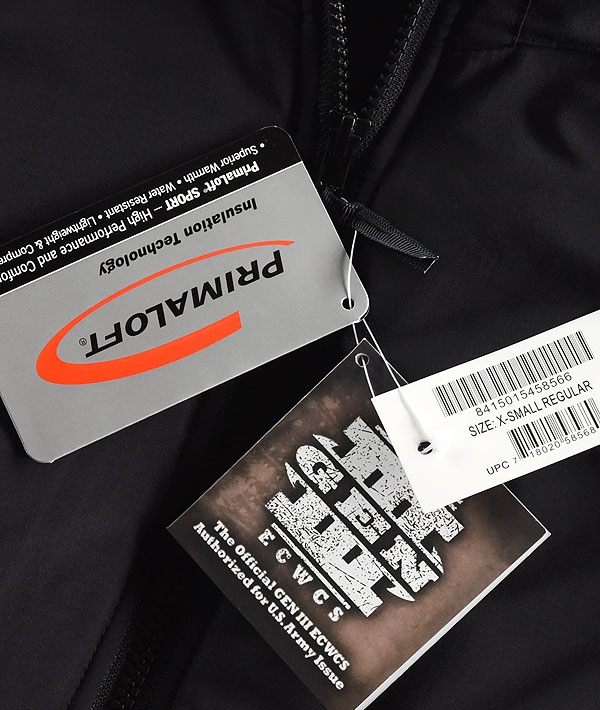 PRIMALOFT®
Insulation Technology
PrimaLoft® SPORT — High Performance and Comfo
• Superior Warmth • Water Resistant • Lightweight & Compre
8415015458566
SIZE: X-SMALL REGULAR
UPC 7 18020 58568
GEN
III
ECWCS
The Official GEN III ECWCS
Authorized for U.S. Army Issue